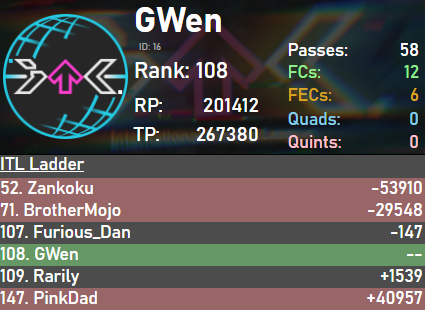 GWen
ID: 16
Rank: 108
RP: 201412
TP: 267380
Passes: 58
FCs: 12
FECs: 6
Quads: 0
Quints: 0
ITL Ladder
52. Zankoku -53910
71. BrotherMojo -29548
107. Furious_Dan -147
108. GWen --
109. Rarily +1539
147. PinkDad +40957